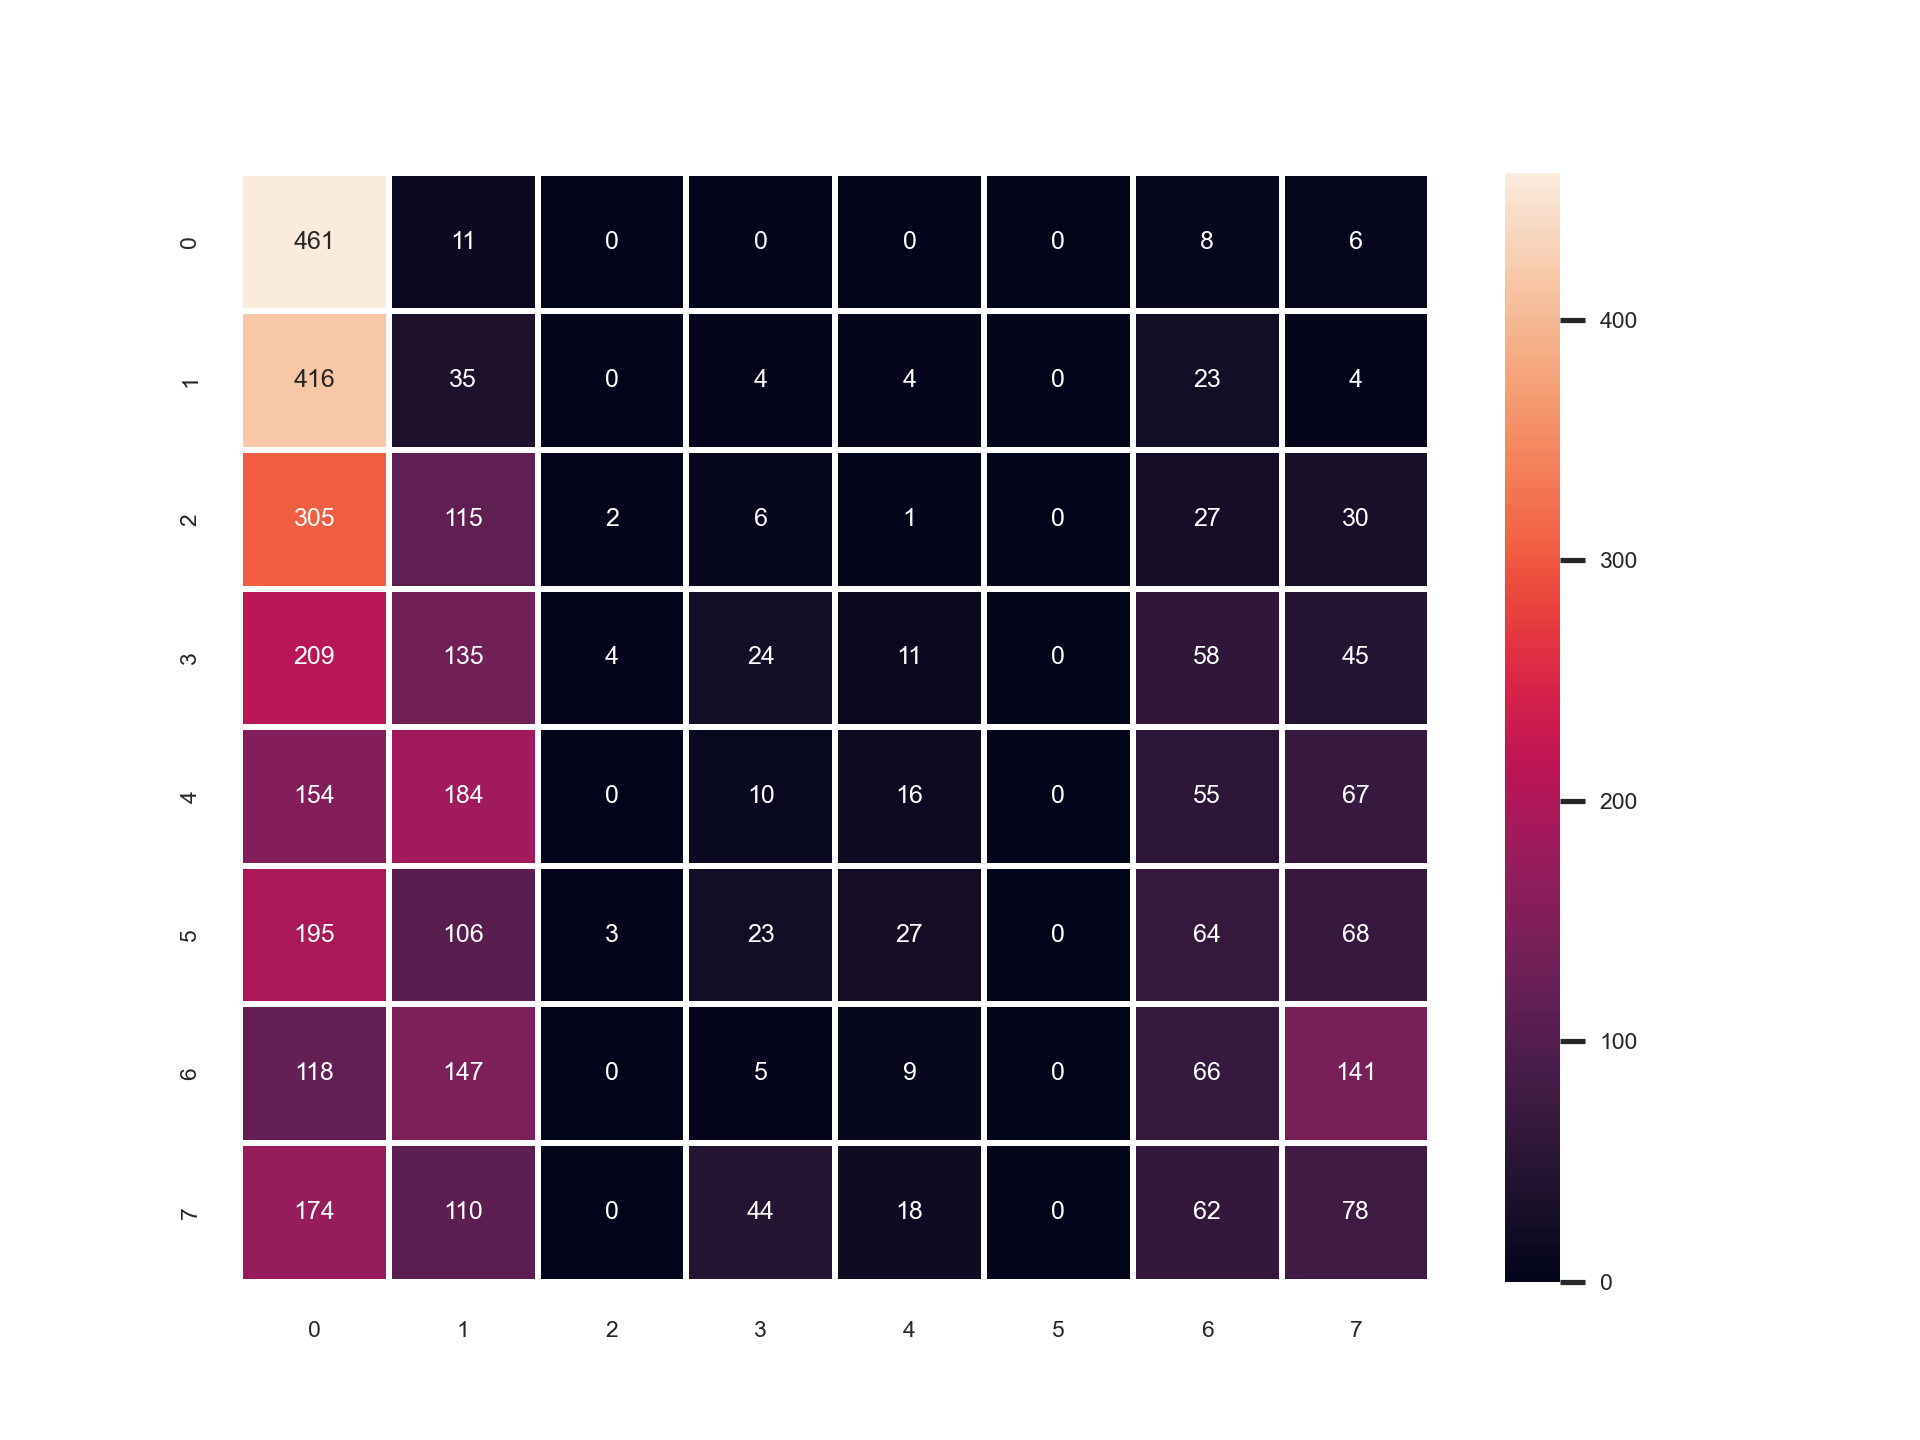 0 461 11 0 0 0 0 8 6
400
1 416 35 0 4 4 0 23 4
2 305 115 2 6 1 0 27 30
300
3 209 135 4 24 11 0 58 45
4 154 184 0 10 16 0 55 67
200
5 195 106 3 23 27 0 64 68
6 118 147 0 5 9 0 66 141
100
7 174 110 0 44 18 0 62 78
0
0 1 2 3 4 5 6 7